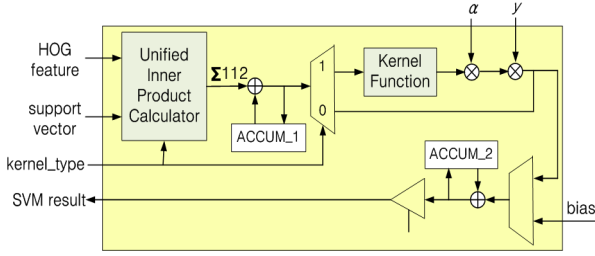 α y
HOG
feature
Unified
Inner
Product
Calculator
Σ112
1
0
Kernel
Function
ACCUM_1
support
vector
kernel_type
ACCUM_2
SVM result
bias